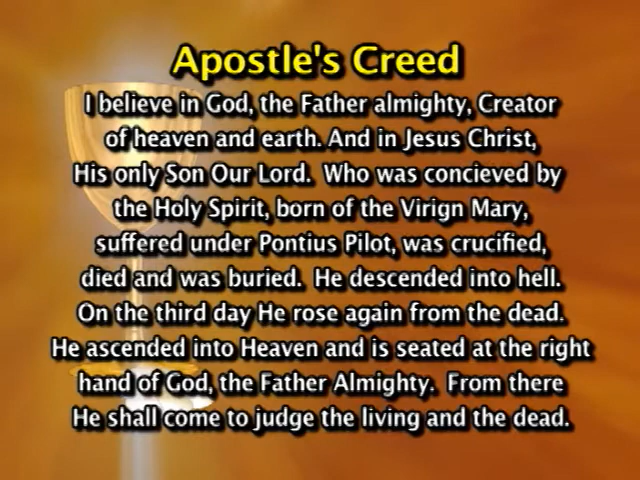 Apostle's Creed
I believe in God, the Father almighty, Creator
of heaven and earth. And in Jesus Christ,
His only Son Our Lord.  Who was concieved by
the Holy Spirit, born of the Virign Mary,
suffered under Pontius Pilot, was crucified,
died and was buried.  He descended into hell.
On the third day He rose again from the dead.
He ascended into Heaven and is seated at the right
hand of God, the Father Almighty.  From there
He shall come to judge the living and the dead.